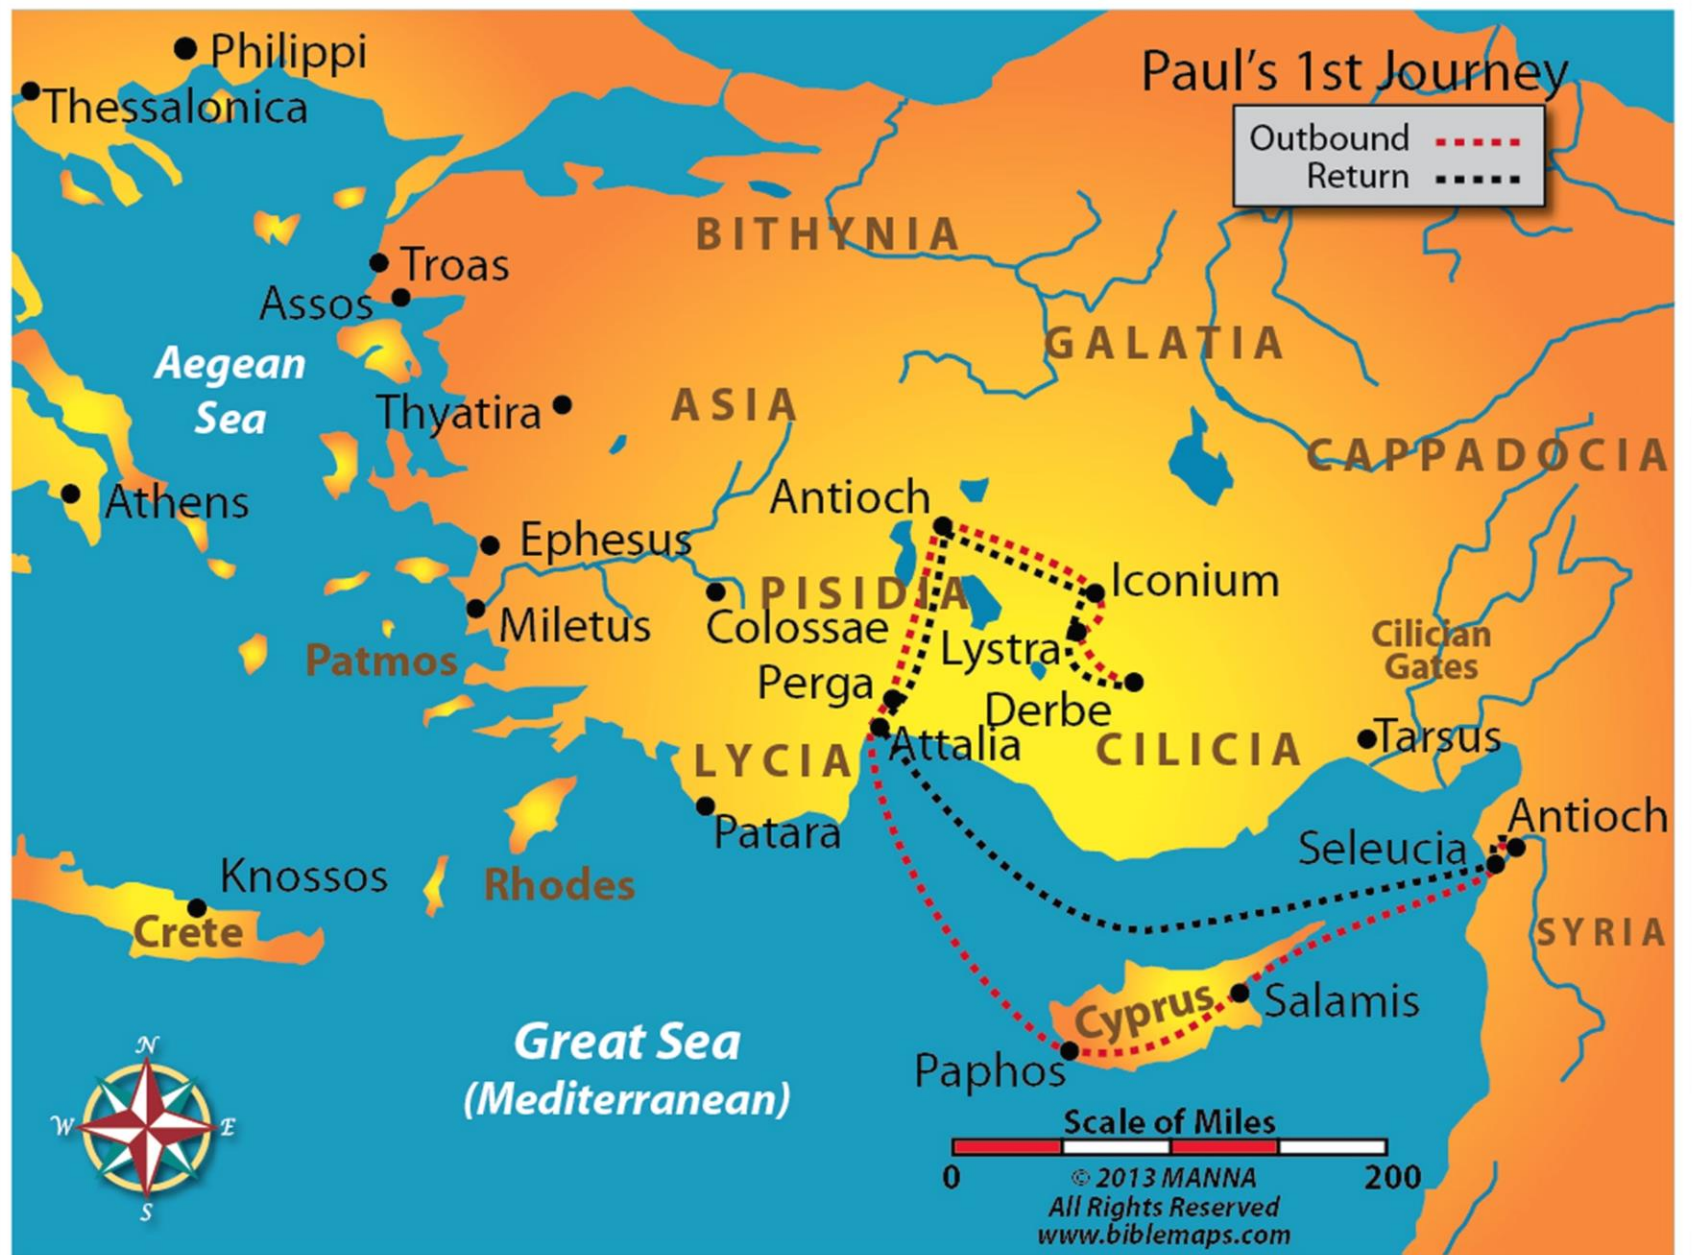 Paul's 1st Journey
Outbound
Return
Philippi
Thessalonica
BITHYNIA
Troas
Assos
GALATIA
Aegean
Sea
ASIA
Thyatira
CAPPADOCIA
Antioch
Athens
Ephesus
Iconium
PISIDIA
Colossae
Miletus
Cilician
Gates
Lystra
Patmos
Perga
Derbe
Attalia
Tarsus
LYCIA
CILICIA
Patara
Antioch
Seleucia
Knossos
Rhodes
Crete
SYRIA
Cyprus
Salamis
Great Sea
(Mediterranean)
Paphos
N
W
E
S
Scale of Miles
0
200
© 2013 MANNA
All Rights Reserved
www.biblemaps.com